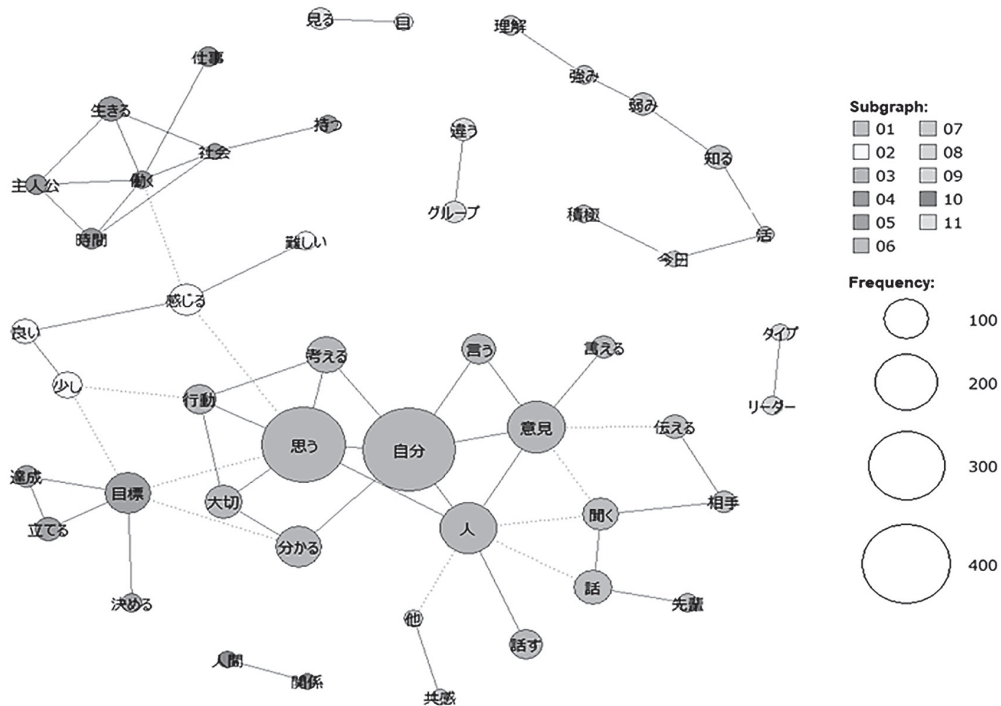 見る
目
理解
仕事
強み
生きる
弱み
持つ
違う
社会
知る
主人公
働く
グループ
積極
時間
難しい
活
今日
感じる
良い
タイプ
考える
言う
言える
少し
行動
リーダー
思う
自分
意見
伝える
達成
目標
大切
相手
立てる
人
聞く
分かる
話
決める
先輩
他
話す
人間
関係
共感
Subgraph:
01
07
02
08
03
09
04
10
05
11
06
Frequency:
100
200
300
400